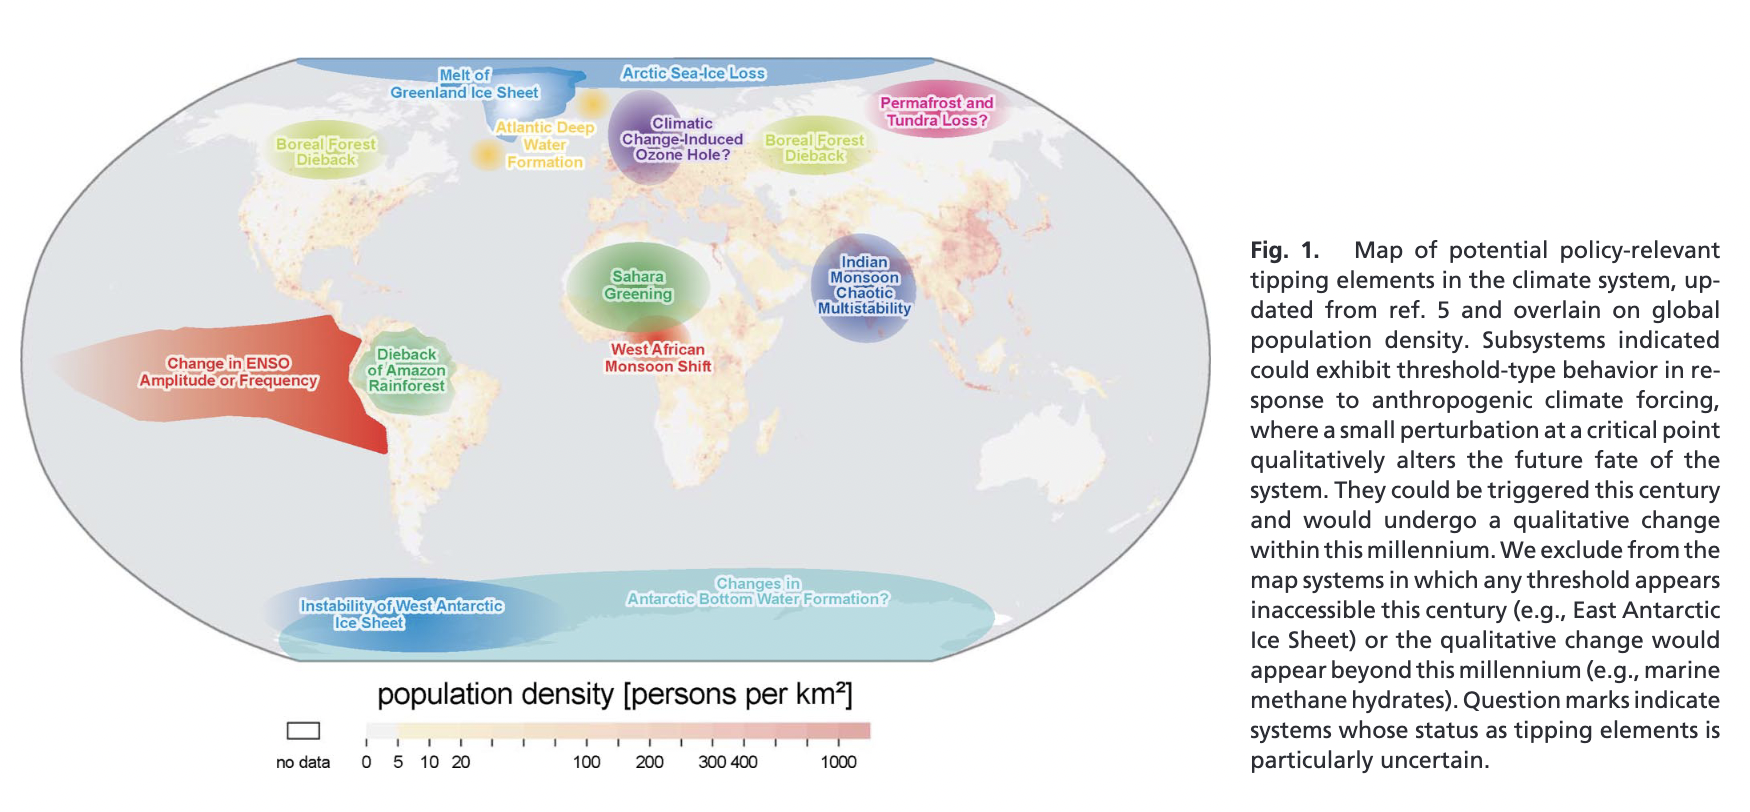 Melt of
Greenland Ice Sheet
Arctic Sea-Ice Loss
Permafrost and
Tundra Loss?
Atlantic Deep
Water
Formation
Climatic
Change-Induced
Ozone Hole?
Boreal Forest
Dieback
Boreal Forest
Dieback
Indian
Monsoon
Chaotic
Multistability
Sahara
Greening
West African
Monsoon Shift
Change in ENSO
Amplitude or Frequency
Dieback
of Amazon
Rainforest
Changes in
Antarctic Bottom Water Formation?
Instability of West Antarctic
Ice Sheet
population density [persons per km²]
no data 0 5 10 20 100 200 300 400 1000
Fig. 1. Map of potential policy-relevant
tipping elements in the climate system, up-
dated from ref. 5 and overlain on global
population density. Subsystems indicated
could exhibit threshold-type behavior in re-
sponse to anthropogenic climate forcing,
where a small perturbation at a critical point
qualitatively alters the future fate of the
system. They could be triggered this century
and would undergo a qualitative change
within this millennium. We exclude from the
map systems in which any threshold appears
inaccessible this century (e.g., East Antarctic
Ice Sheet) or the qualitative change would
appear beyond this millennium (e.g., marine
methane hydrates). Question marks indicate
systems whose status as tipping elements is
particularly uncertain.